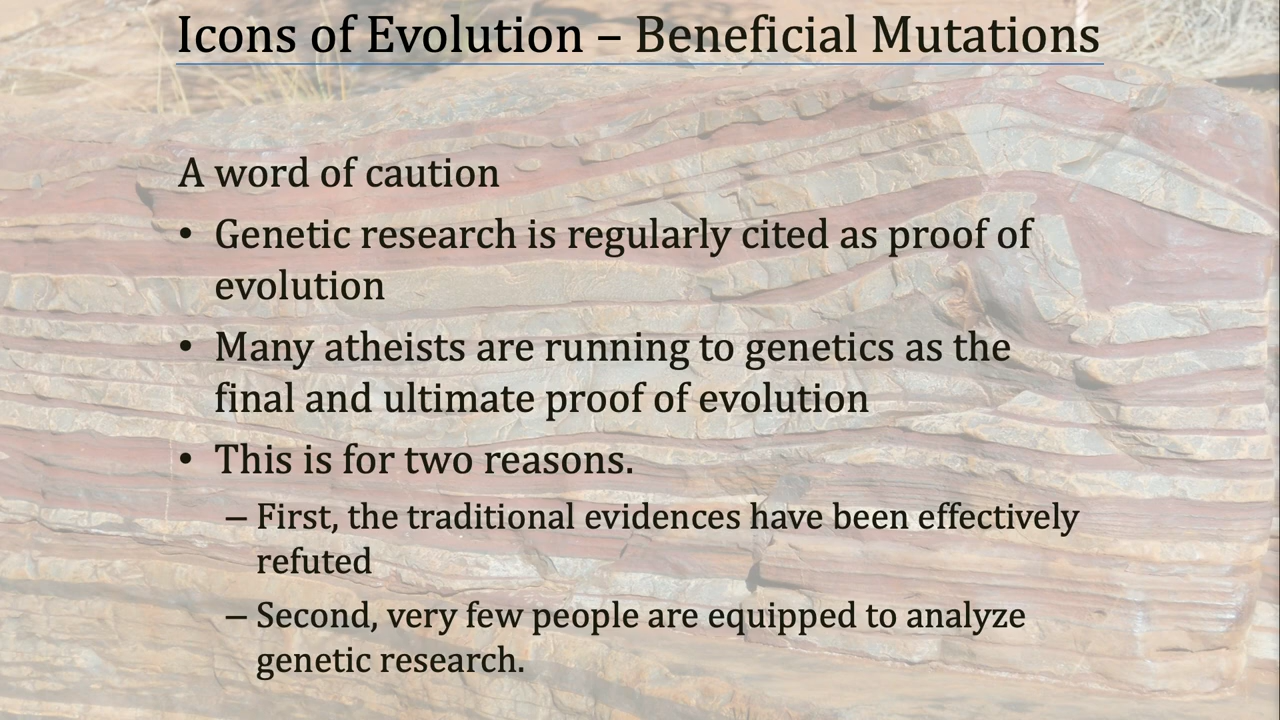 Icons of Evolution – Beneficial Mutations
A word of caution
• Genetic research is regularly cited as proof of
evolution
• Many atheists are running to genetics as the
final and ultimate proof of evolution
• This is for two reasons.
– First, the traditional evidences have been effectively
refuted
– Second, very few people are equipped to analyze
genetic research.